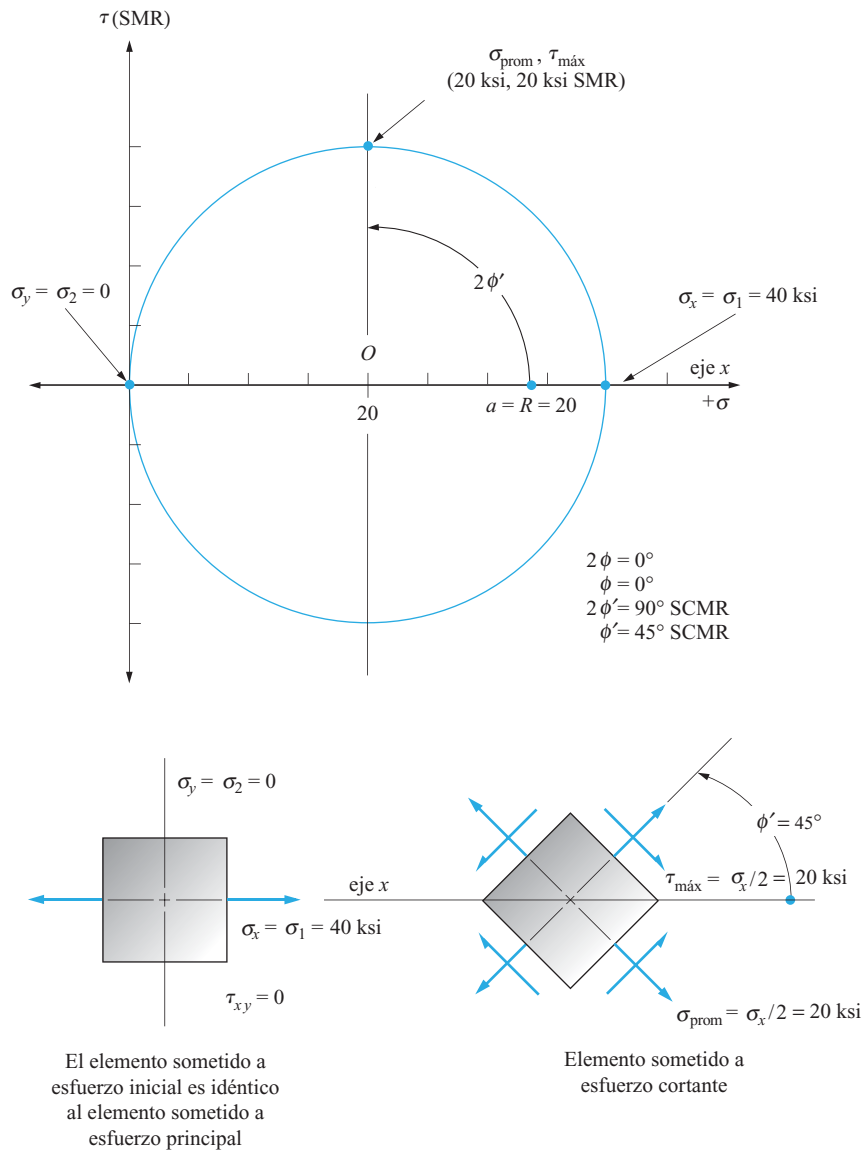 τ (SMR)
σprom , τmáx
(20 ksi, 20 ksi SMR)
2ϕ′
σy = σ2 = 0
σx = σ1 = 40 ksi
O
eje x
20
a = R = 20
+σ
2ϕ = 0°
ϕ = 0°
2ϕ′ = 90° SCMR
ϕ′ = 45° SCMR
σy = σ2 = 0
ϕ′ = 45°
eje x
τmáx = σx/2 = 20 ksi
σx = σ1 = 40 ksi
τxy = 0
σprom = σx/2 = 20 ksi
El elemento sometido a
esfuerzo inicial es idéntico
al elemento sometido a
esfuerzo principal
Elemento sometido a
esfuerzo cortante